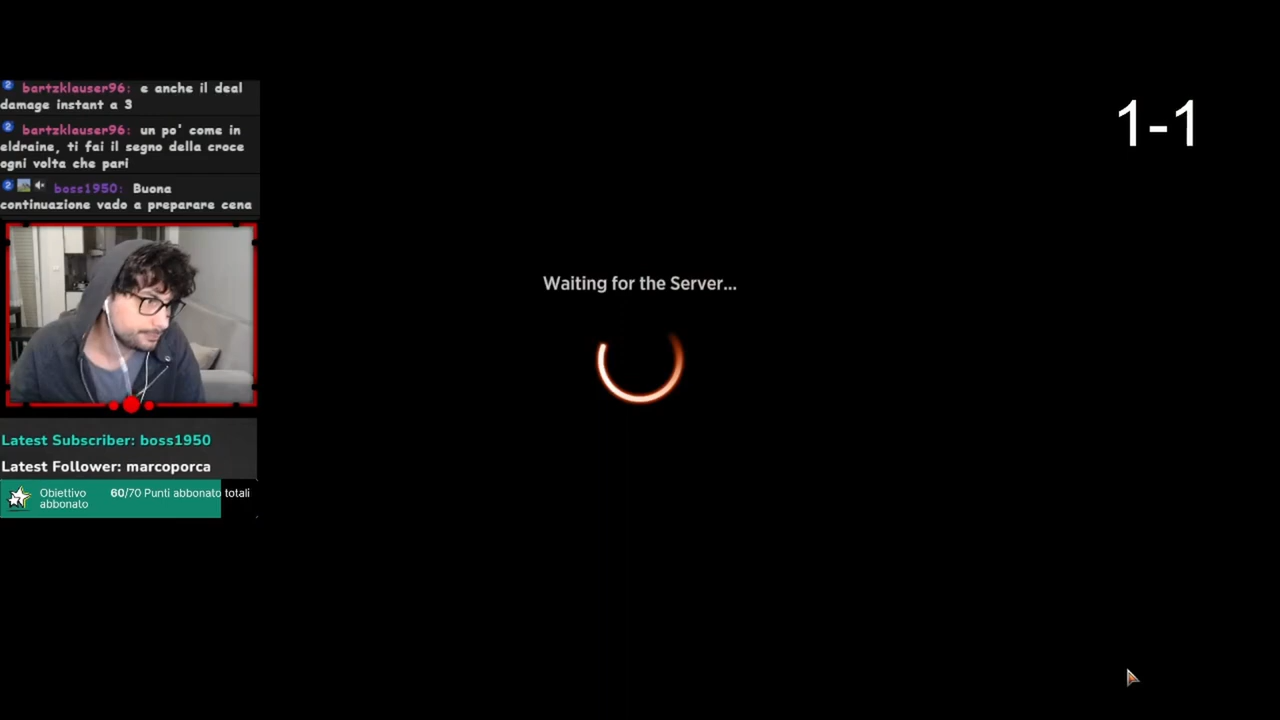 bartzklauser96: e anche il deal
damage instant a 3
bartzklauser96: un po' come in
eldraine, ti fai il segno della croce
ogni volta che pari
boss1950: Buona
continuazione vado a preparare cena
1-1
Waiting for the Server...
Latest Subscriber: boss1950
Latest Follower: marcoporca
Obiettivo
abbonato
60/70 Punti abbonato totali